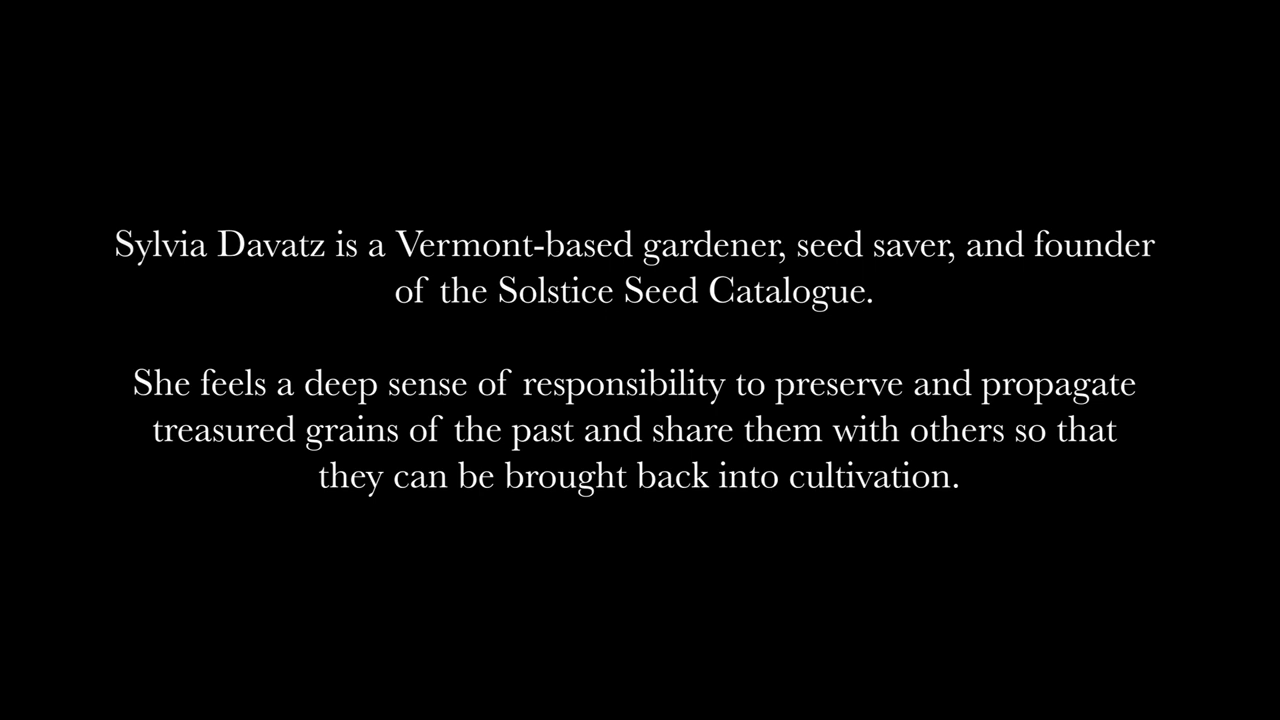 Sylvia Davatz is a Vermont-based gardener, seed saver, and founder
of the Solstice Seed Catalogue.
She feels a deep sense of responsibility to preserve and propagate
treasured grains of the past and share them with others so that
they can be brought back into cultivation.